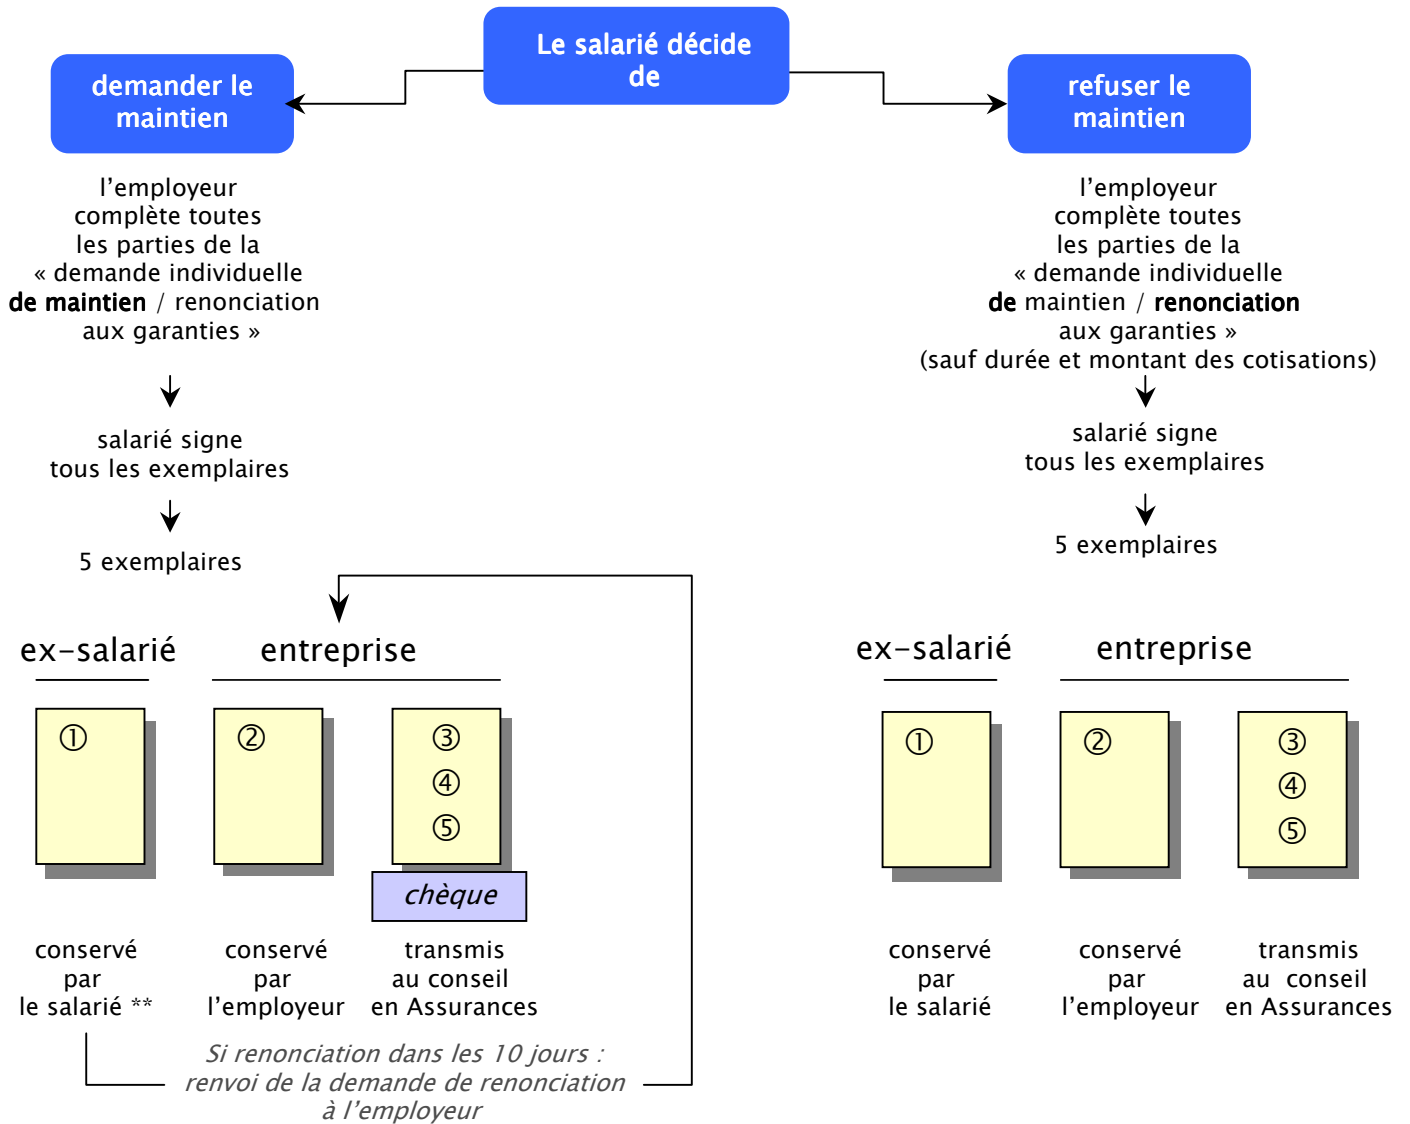 Le salarié décide
de
demander le
maintien
l'employeur
complète toutes
les parties de la
« demande individuelle
de maintien / renonciation
aux garanties »
salarié signe
tous les exemplaires
5 exemplaires
ex-salarié
entreprise
①
②
③
④
⑤
chèque
conservé
par
le salarié **
conservé
par
l'employeur
transmis
au conseil
en Assurances
Si renonciation dans les 10 jours :
renvoi de la demande de renonciation
à l'employeur
refuser le
maintien
l'employeur
complète toutes
les parties de la
« demande individuelle
de maintien / renonciation
aux garanties »
(sauf durée et montant des cotisations)
salarié signe
tous les exemplaires
5 exemplaires
ex-salarié
entreprise
①
②
③
④
⑤
conservé
par
le salarié
conservé
par
l'employeur
transmis
au conseil
en Assurances